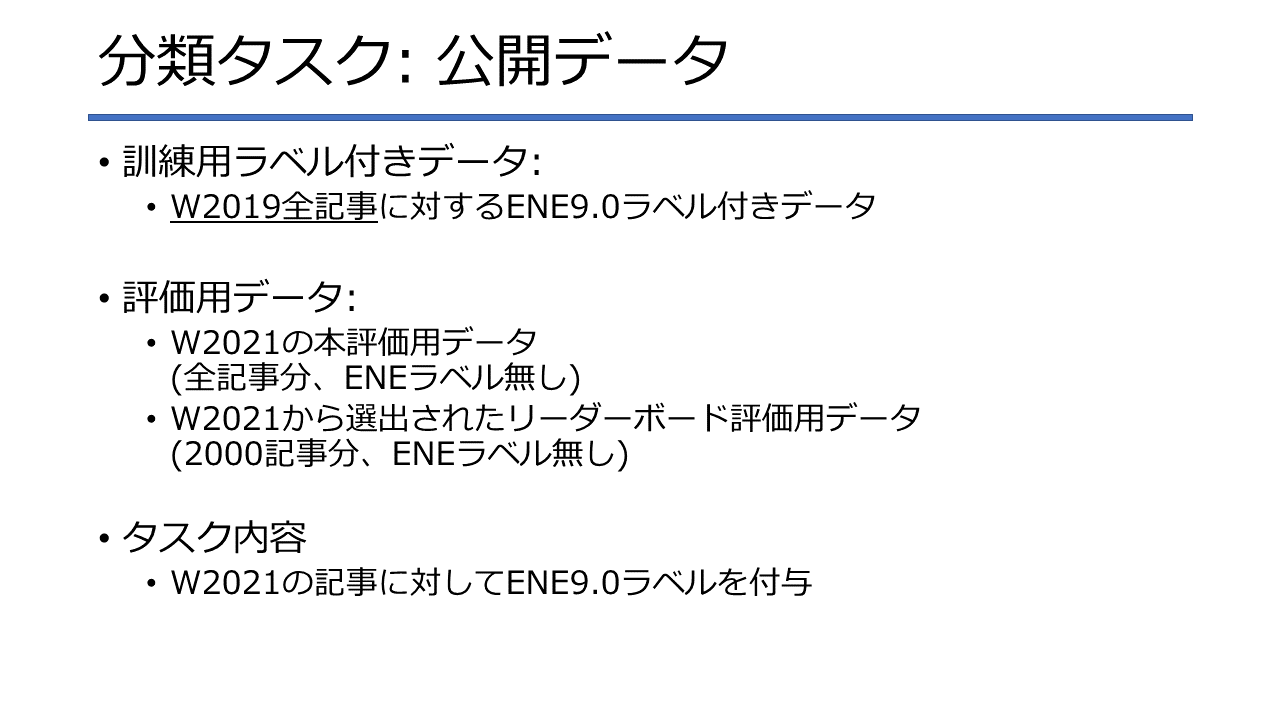 分類タスク: 公開データ
• 訓練用ラベル付きデータ:
• W2019全記事に対するENE9.0ラベル付きデータ
• 評価用データ:
• W2021の本評価用データ
(全記事分、ENEラベル無し)
• W2021から選出されたリーダーボード評価用データ
(2000記事分、ENEラベル無し)
• タスク内容
• W2021の記事に対してENE9.0ラベルを付与